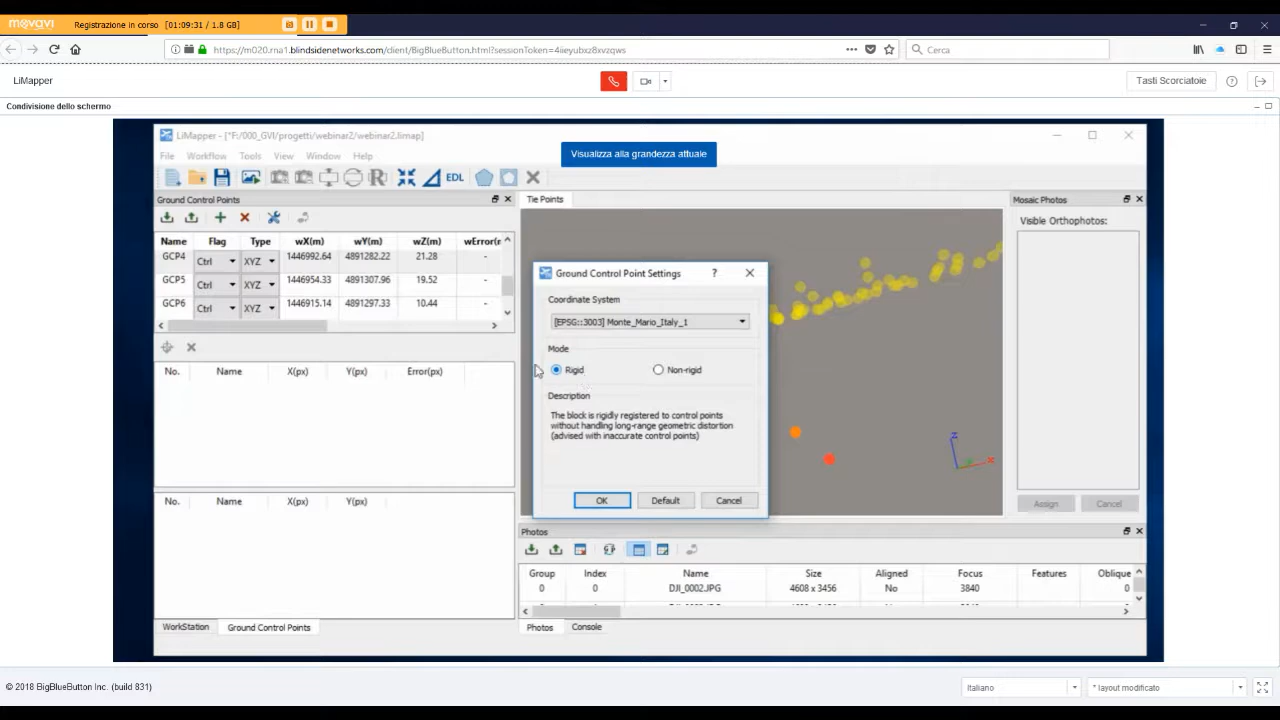 movavi
Registrazione in corso [01:09:31 / 1.8 GB]
https://m020.rna1.blindsidenetworks.com/client/BigBlueButton.html?sessionToken=4iieyubxz8xvzqws
Cerca
LiMapper
Tasti Scorciatoie
Condivisione dello schermo
LiMapper - [*F:/000_GVI/progetti/webinar2/webinar2.limap]
Visualizza alla grandezza attuale
File Workflow Tools View Window Help
EDL
Ground Control Points
Tie Points
Mosaic Photos
Visible Orthophotos:
Name Flag Type wX(m) wY(m) wZ(m) wError(r
GCP4 Ctrl XYZ 1446992.64 4891282.22 21.28 -
GCP5 Ctrl XYZ 1446954.33 4891307.96 19.52 -
GCP6 Ctrl XYZ 1446915.14 4891297.33 10.44 -
No. Name X(px) Y(px) Error(px)
No. Name X(px) Y(px)
Ground Control Point Settings
Coordinate System
[EPSG::3003] Monte_Mario_Italy_1
Mode
Rigid Non-rigid
Description
The block is rigidly registered to control points
without handling long-range geometric distortion
(advised with inaccurate control points)
OK Default Cancel
Z
X
Assign Cancel
Photos
Group Index Name Size Aligned Focus Features Oblique
0 0 DJI_0002.JPG 4608 x 3456 No 3840 0
WorkStation Ground Control Points
Photos Console
© 2018 BigBlueButton Inc. (build 831)
Italiano
* layout modificato